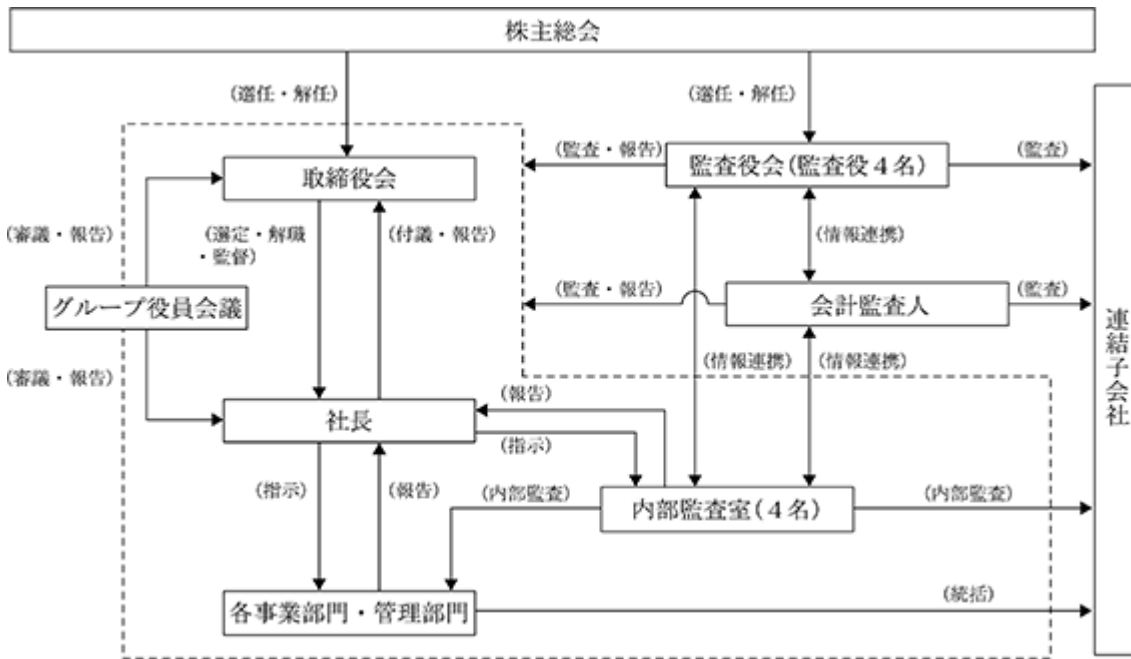 株主総会
(選任・解任)
(選任・解任)
(監査・報告)
監査役会(監査役4名)
(監査)
取締役会
(審議・報告)
(選定・解職
・監督)
(付議・報告)
(情報連携)
グループ役員会議
(監査・報告)
会計監査人
(監査)
連結子会社
(審議・報告)
(情報連携)
(情報連携)
(報告)
社長
(指示)
(指示)
(報告)
(内部監査)
内部監査室(4名)
(内部監査)
各事業部門・管理部門
(統括)